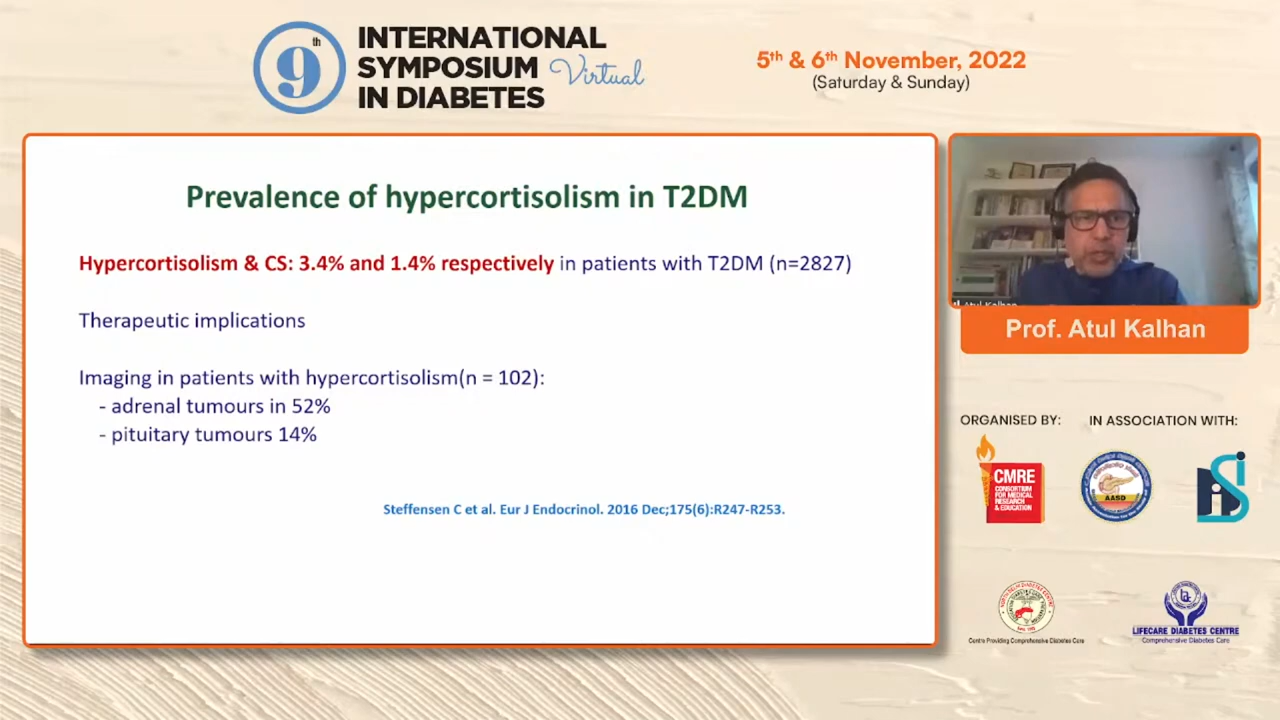 9th
INTERNATIONAL
SYMPOSIUM Virtual
IN DIABETES
5th & 6th November, 2022
(Saturday & Sunday)
Prevalence of hypercortisolism in T2DM
Hypercortisolism & CS: 3.4% and 1.4% respectively in patients with T2DM (n=2827)
Therapeutic implications
Imaging in patients with hypercortisolism(n = 102):
- adrenal tumours in 52%
- pituitary tumours 14%
Steffensen C et al. Eur J Endocrinol. 2016 Dec;175(6):R247-R253.
Atul Kalhan
Prof. Atul Kalhan
ORGANISED BY:
IN ASSOCIATION WITH:
CMRE
CONSORTIUM
FOR MEDICAL
RESEARCH
& EDUCATION
AASD
Centre Providing Comprehensive Diabetes Care
LIFECARE DIABETES CENTRE
Comprehensive Diabetes Care